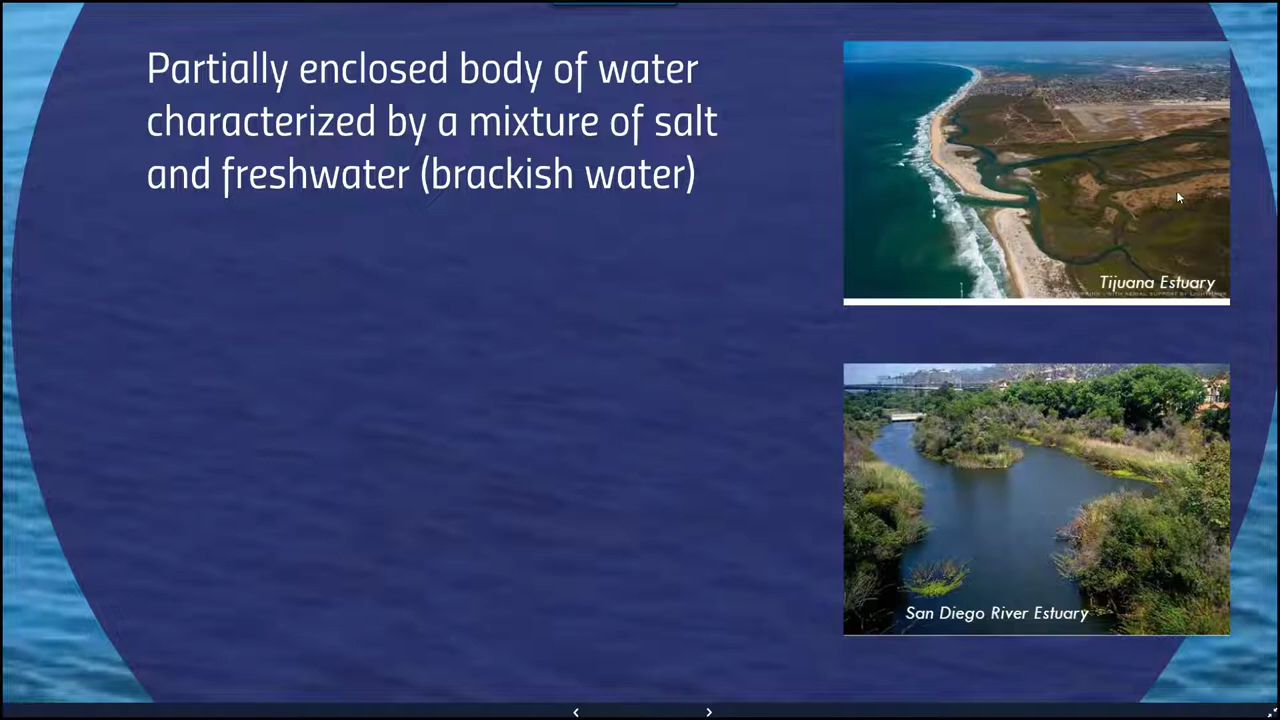 Partially enclosed body of water
characterized by a mixture of salt
and freshwater (brackish water)
Tijuana Estuary
San Diego River Estuary